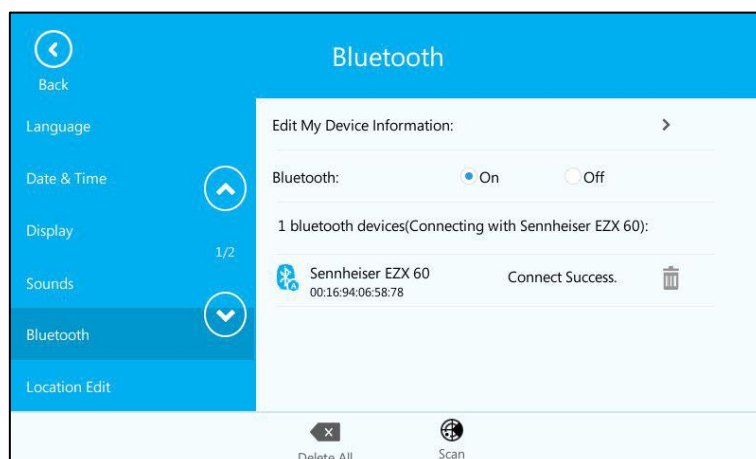 Back
Bluetooth
Language
Date & Time
Display
1/2
Sounds
Bluetooth
Location Edit
Edit My Device Information:
Bluetooth: On Off
1 bluetooth devices(Connecting with Sennheiser EZX 60):
Sennheiser EZX 60 Connect Success.
00:16:94:06:58:78
Delete All Scan